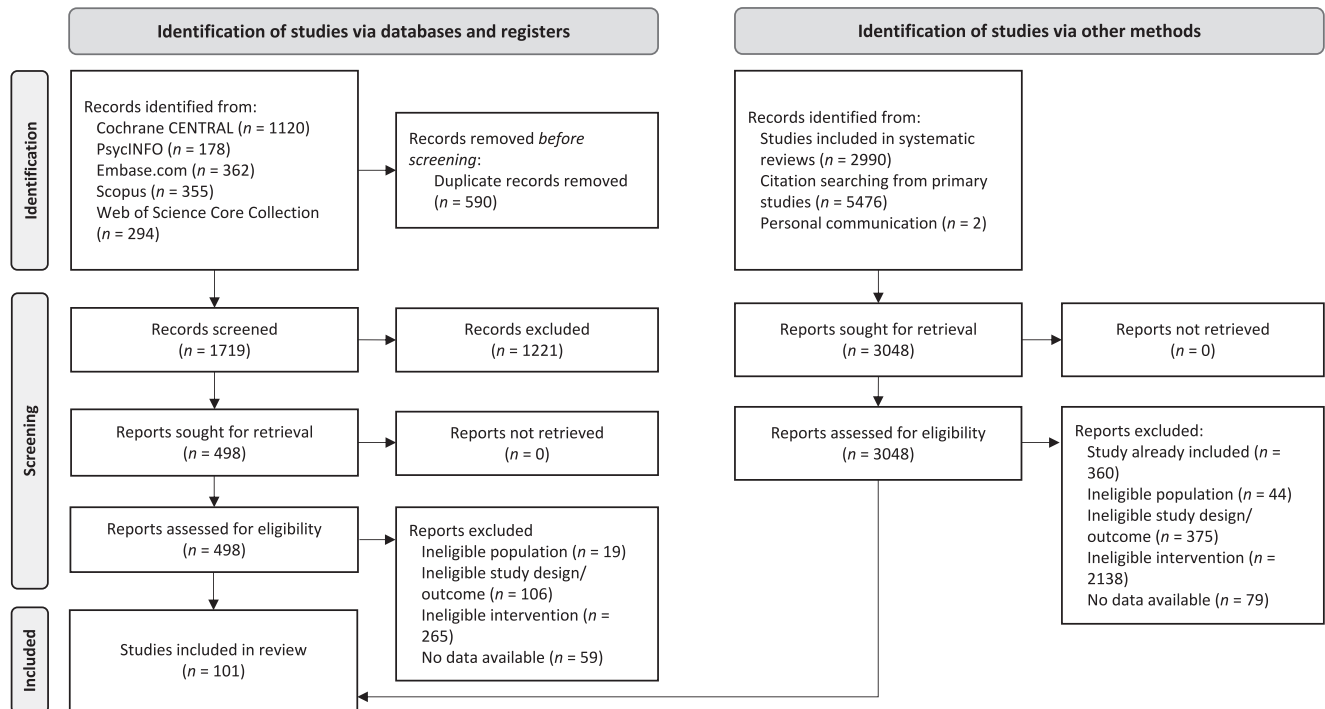 Identification of studies via databases and registers
Identification of studies via other methods
Identification
Records identified from:
Cochrane CENTRAL (n = 1120)
PsycINFO (n = 178)
Embase.com (n = 362)
Scopus (n = 355)
Web of Science Core Collection
(n = 294)
Records removed before
screening:
Duplicate records removed
(n = 590)
Records identified from:
Studies included in systematic
reviews (n = 2990)
Citation searching from primary
studies (n = 5476)
Personal communication (n = 2)
Screening
Records screened
(n = 1719)
Records excluded
(n = 1221)
Reports sought for retrieval
(n = 3048)
Reports not retrieved
(n = 0)
Reports sought for retrieval
(n = 498)
Reports not retrieved
(n = 0)
Reports assessed for eligibility
(n = 3048)
Reports excluded:
Study already included (n =
360)
Ineligible population (n = 44)
Ineligible study design/
outcome (n = 375)
Ineligible intervention (n =
2138)
No data available (n = 79)
Reports assessed for eligibility
(n = 498)
Reports excluded
Ineligible population (n = 19)
Ineligible study design/
outcome (n = 106)
Ineligible intervention (n =
265)
No data available (n = 59)
Included
Studies included in review
(n = 101)